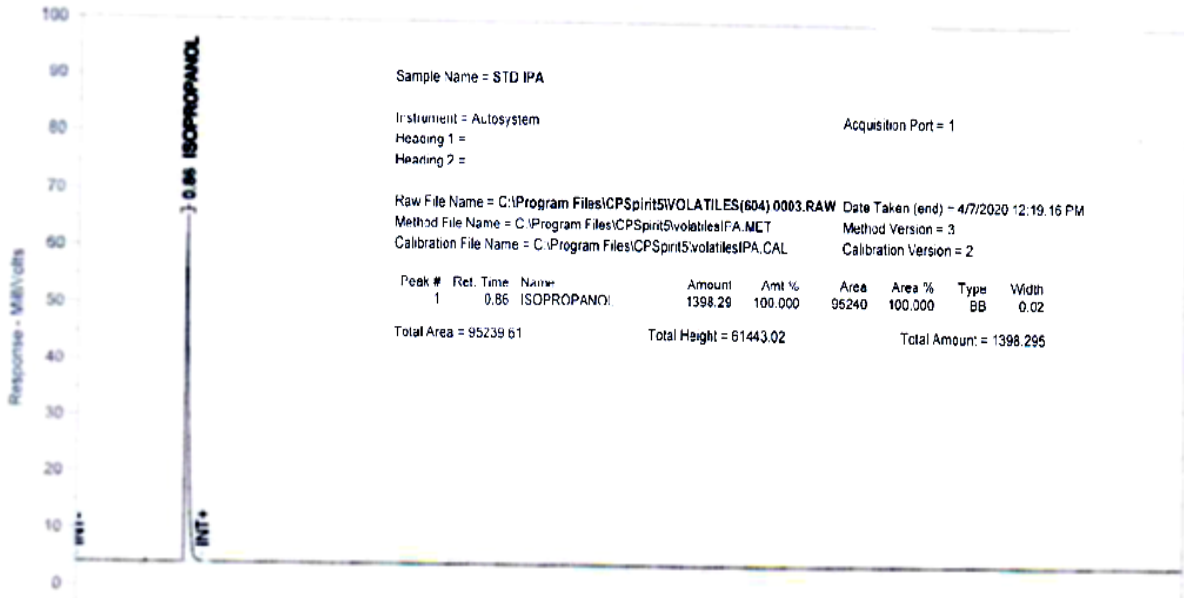 100
90
80
70
60
50
40
30
20
10
0
Response - MilliVolts
INT+
} 0.86 ISOPROPANOL
INT+
Sample Name = STD IPA
Instrument = Autosystem
Acquisition Port = 1
Heading 1 =
Heading 2 =
Raw File Name = C:\Program Files\CPSpirit5\VOLATILES(604) 0003.RAW Date Taken (end) = 4/7/2020 12:19:16 PM
Method File Name = C:\Program Files\CPSpirit5\volatilesIPA.MET Method Version = 3
Calibration File Name = C:\Program Files\CPSpirit5\volatilesIPA.CAL Calibration Version = 2
Peak # Ret. Time Name Amount Amt % Area Area % Type Width
1 0.86 ISOPROPANOL 1398.29 100.000 95240 100.000 BB 0.02
Total Area = 95239.61 Total Height = 61443.02 Total Amount = 1398.295